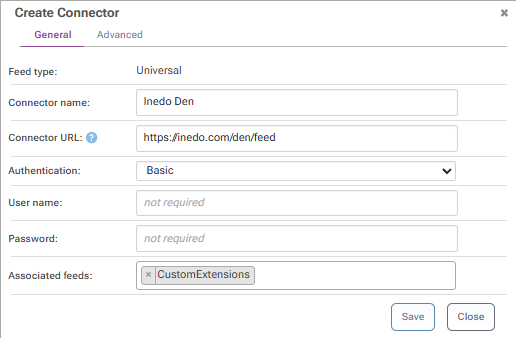 Create Connector ×
General Advanced
Feed type: Universal
Connector name: Inedo Den
Connector URL: ? https://inedo.com/den/feed
Authentication: Basic
User name: not required
Password: not required
Associated feeds: × CustomExtensions
Save Close